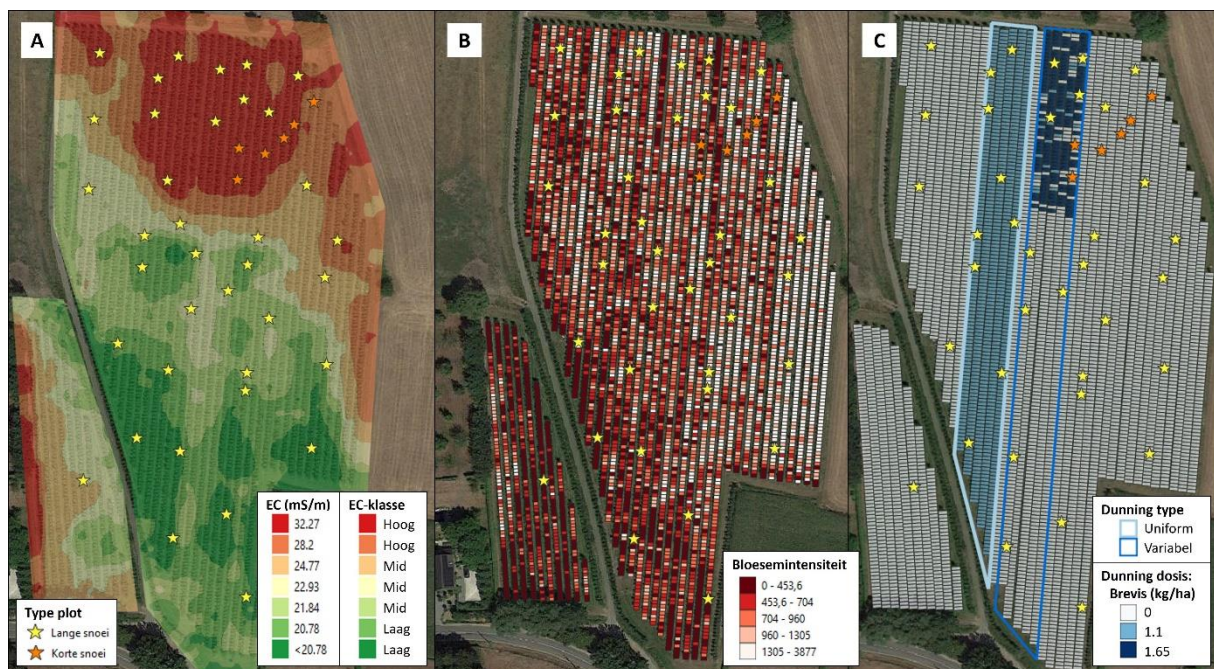 A
EC (mS/m)
32.27
28.2
24.77
22.93
21.84
20.78
<20.78
EC-klasse
Hoog
Hoog
Mid
Mid
Laag
Laag
Type plot
Lange snoei
Korte snoei
B
Bloesemintensiteit
0 - 453,6
453,6 - 704
704 - 960
960 - 1305
1305 - 3877
C
Dunning type
Uniform
Variabel
Dunning dosis:
Brevis (kg/ha)
0
1.1
1.65